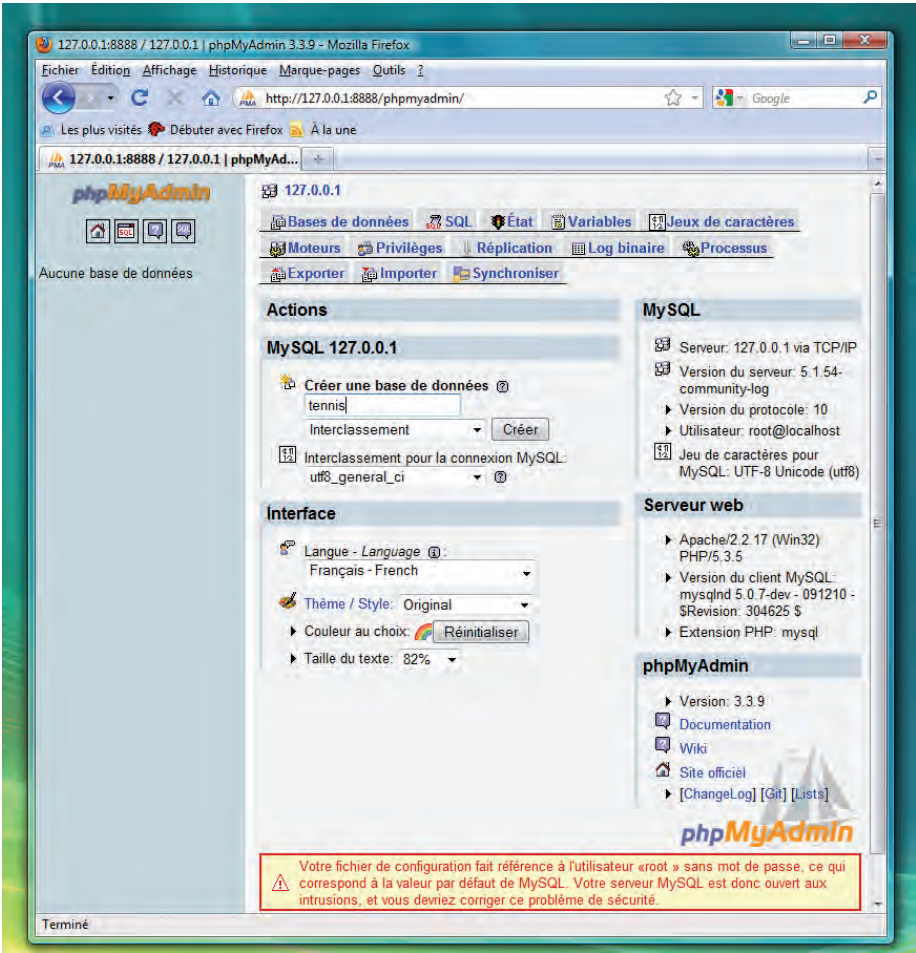 127.0.0.1:8888 / 127.0.0.1 | phpMyAdmin 3.3.9 - Mozilla Firefox
Fichier Édition Affichage Historique Marque-pages Outils ?
PMA http://127.0.0.1:8888/phpmyadmin/ Google
Les plus visités Débuter avec Firefox À la une
PMA 127.0.0.1:8888 / 127.0.0.1 | phpMyAd...
phpMyAdmin
SQL
Aucune base de données
127.0.0.1
Bases de données SQL État Variables Jeux de caractères
Moteurs Privilèges Réplication Log binaire Processus
Exporter Importer Synchroniser
Actions
MySQL 127.0.0.1
Créer une base de données
tennis
Interclassement Créer
Interclassement pour la connexion MySQL:
utf8_general_ci
Interface
Langue - Language :
Français - French
Thème / Style: Original
Couleur au choix: Réinitialiser
Taille du texte: 82%
MySQL
Serveur: 127.0.0.1 via TCP/IP
Version du serveur: 5.1.54-
community-log
Version du protocole: 10
Utilisateur: root@localhost
Jeu de caractères pour
MySQL: UTF-8 Unicode (utf8)
Serveur web
Apache/2.2.17 (Win32)
PHP/5.3.5
Version du client MySQL:
mysqlnd 5.0.7-dev - 091210 -
$Revision: 304625 $
Extension PHP: mysql
phpMyAdmin
Version: 3.3.9
Documentation
Wiki
Site officiel
[ChangeLog] [Git] [Lists]
phpMyAdmin
Votre fichier de configuration fait référence à l'utilisateur «root » sans mot de passe, ce qui
correspond à la valeur par défaut de MySQL. Votre serveur MySQL est donc ouvert aux
intrusions, et vous devriez corriger ce problème de sécurité.
Terminé